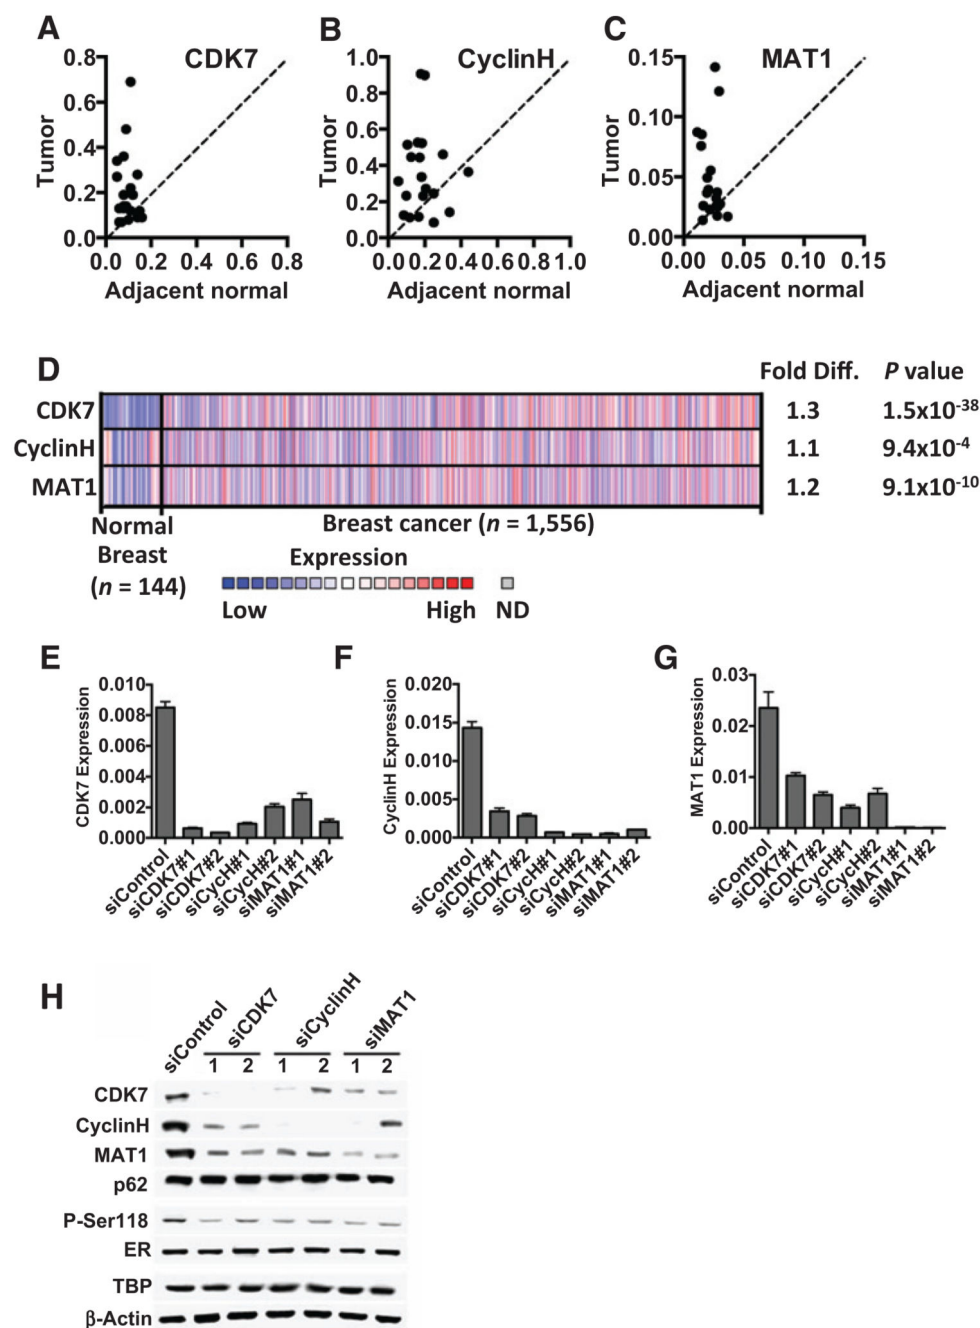 A
B
C
CDK7
CyclinH
MAT1
Tumor
0.8
0.6
0.4
0.2
0.0
0.0 0.2 0.4 0.6 0.8
Adjacent normal
Tumor
1.0
0.8
0.6
0.4
0.2
0.0
0.0 0.2 0.4 0.6 0.8 1.0
Adjacent normal
Tumor
0.15
0.10
0.05
0.00
0.00 0.05 0.10 0.15
Adjacent normal
D
Fold Diff. P value
CDK7 1.3 1.5x10-38
CyclinH 1.1 9.4x10-4
MAT1 1.2 9.1x10-10
Normal
Breast
(n = 144)
Breast cancer (n = 1,556)
Expression
Low High ND
E
CDK7 Expression
0.010
0.008
0.006
0.004
0.002
0.000
siControl
siCDK7#1
siCDK7#2
siCycH#1
siCycH#2
siMAT1#1
siMAT1#2
F
CyclinH Expression
0.020
0.015
0.010
0.005
0.000
siControl
siCDK7#1
siCDK7#2
siCycH#1
siCycH#2
siMAT1#1
siMAT1#2
G
MAT1 Expression
0.03
0.02
0.01
0.00
siControl
siCDK7#1
siCDK7#2
siCycH#1
siCycH#2
siMAT1#1
siMAT1#2
H
siControl
siCDK7
siCyclinH
siMAT1
1 2 1 2 1 2
CDK7
CyclinH
MAT1
p62
P-Ser118
ER
TBP
β-Actin